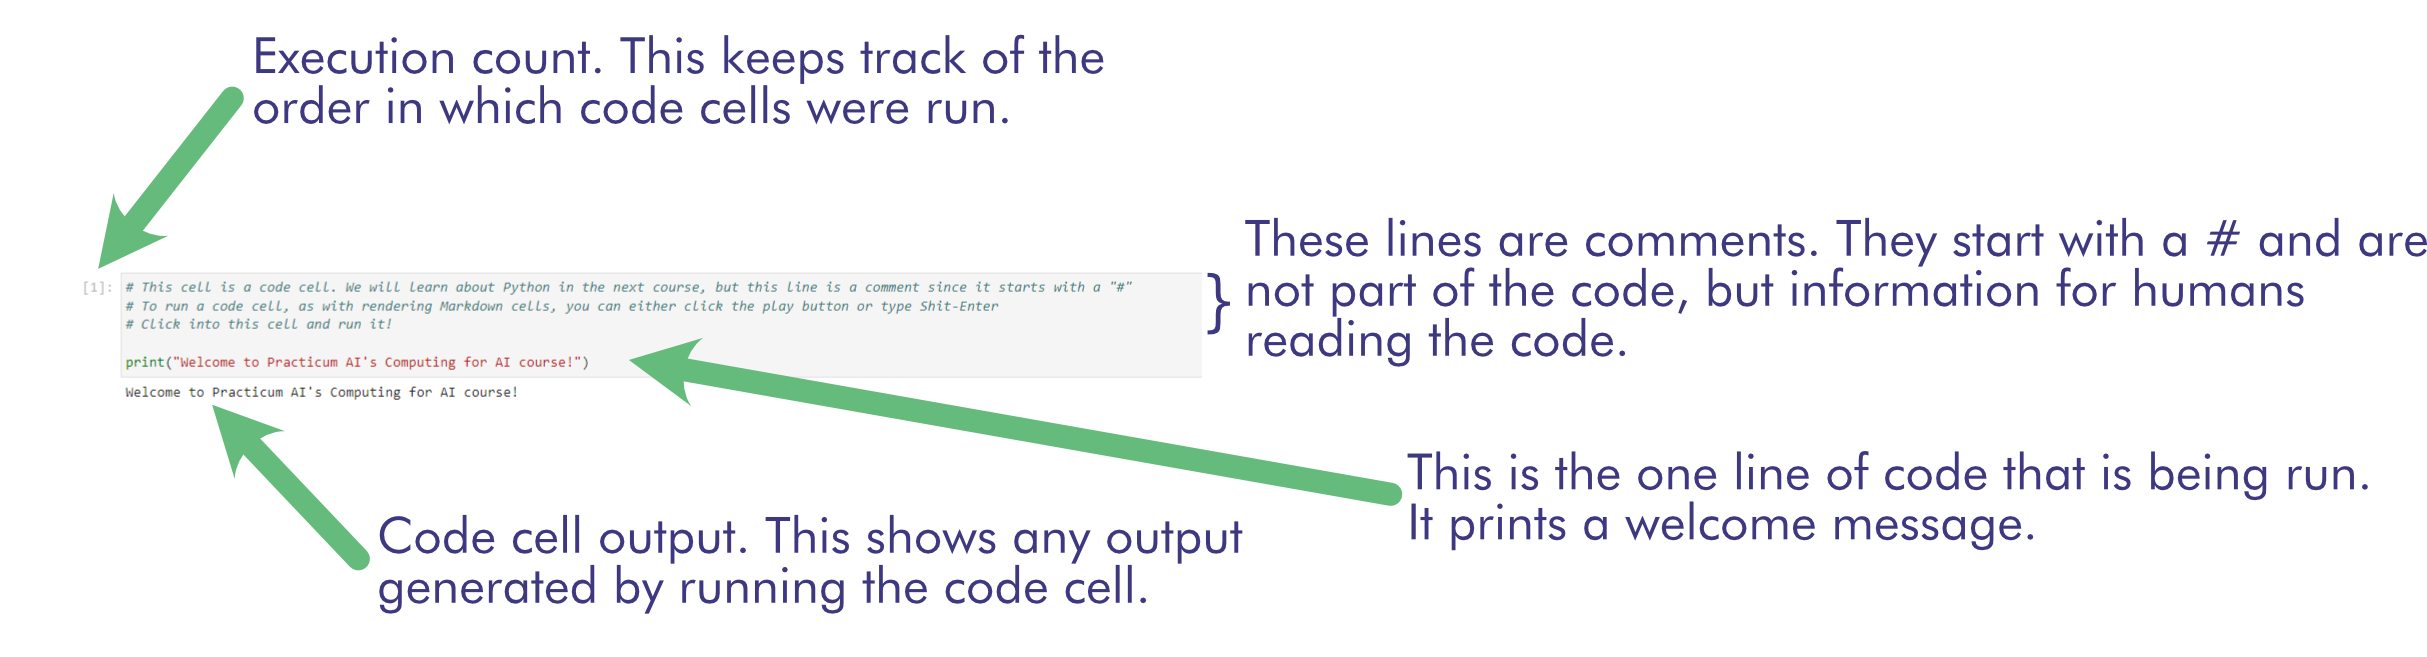 Execution count. This keeps track of the
order in which code cells were run.
These lines are comments. They start with a # and are
not part of the code, but information for humans
reading the code.
[1]:
# This cell is a code cell. We will learn about Python in the next course, but this line is a comment since it starts with a "#"
# To run a code cell, as with rendering Markdown cells, you can either click the play button or type Shit-Enter
# Click into this cell and run it!
print("Welcome to Practicum AI's Computing for AI course!")
Welcome to Practicum AI's Computing for AI course!
This is the one line of code that is being run.
It prints a welcome message.
Code cell output. This shows any output
generated by running the code cell.